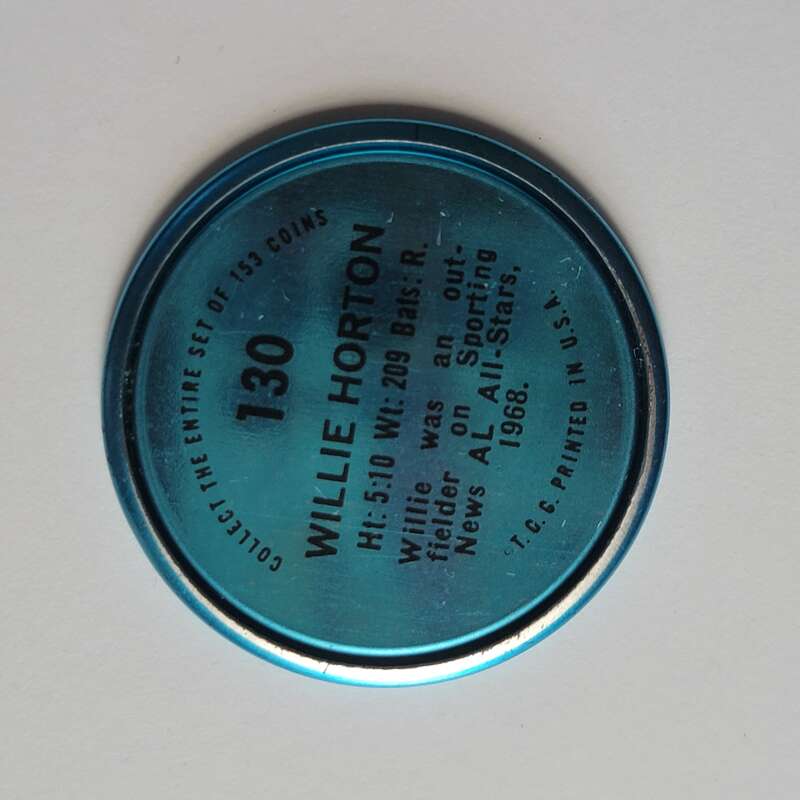 COLLECT THE ENTIRE SET OF 153 COINS
130
WILLIE HORTON
Ht: 5:10 Wt: 209 Bats: R.
Willie was an out-
fielder on Sporting
News AL All-Stars,
1968.
T.C.G. PRINTED IN U.S.A.